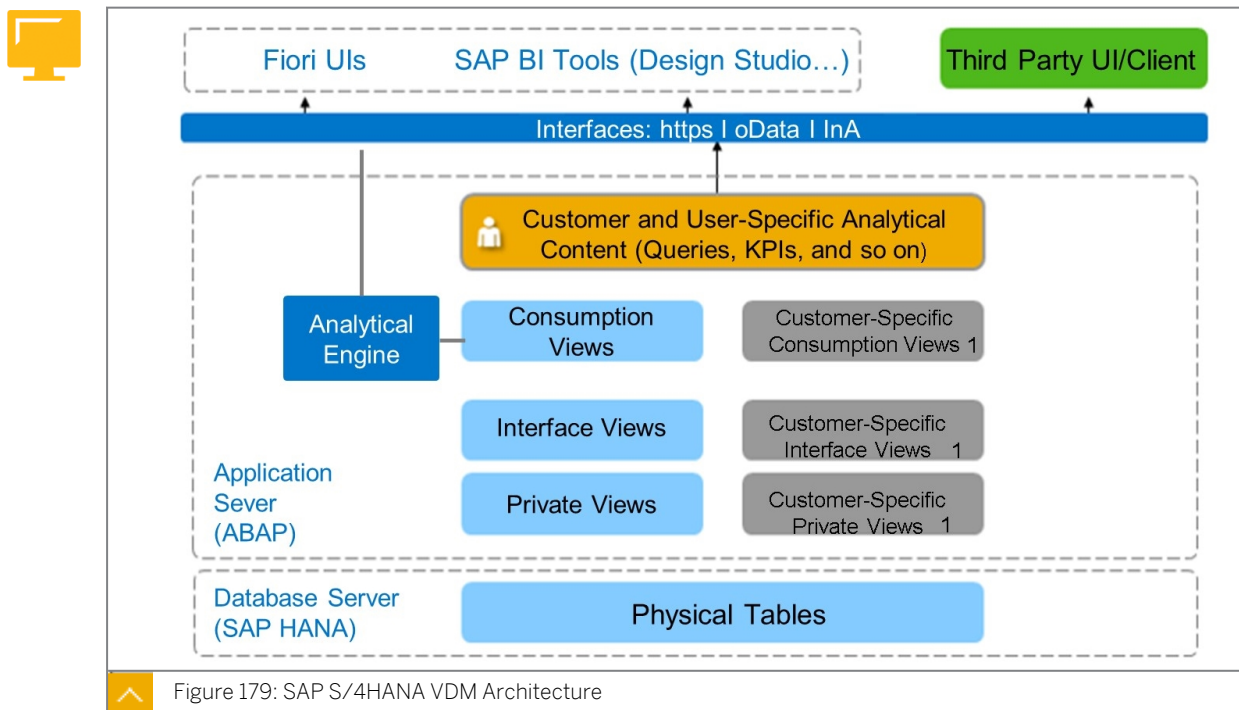 Fiori UIs
SAP BI Tools (Design Studio…)
Third Party UI/Client
Interfaces: https I oData I InA
Customer and User-Specific Analytical
Content (Queries, KPIs, and so on)
Analytical
Engine
Consumption
Views
Customer-Specific
Consumption Views 1
Interface Views
Customer-Specific
Interface Views 1
Application
Sever
(ABAP)
Private Views
Customer-Specific
Private Views 1
Database Server
(SAP HANA)
Physical Tables
Figure 179: SAP S/4HANA VDM Architecture